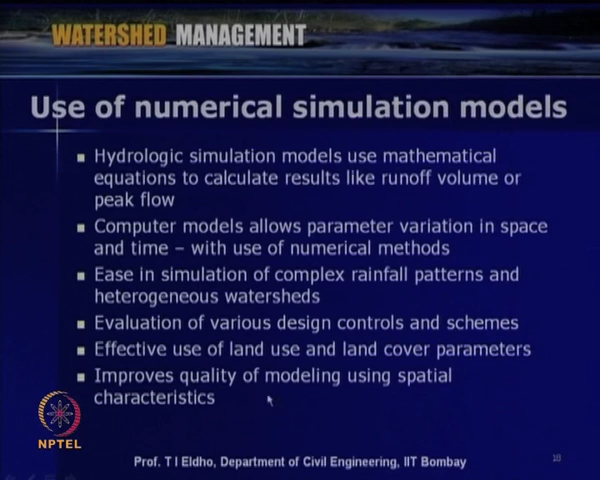 WATERSHED MANAGEMENT
Use of numerical simulation models
Hydrologic simulation models use mathematical
equations to calculate results like runoff volume or
peak flow
Computer models allows parameter variation in space
and time – with use of numerical methods
Ease in simulation of complex rainfall patterns and
heterogeneous watersheds
Evaluation of various design controls and schemes
Effective use of land use and land cover parameters
Improves quality of modeling using spatial
characteristics
NPTEL
Prof. T I Eldho, Department of Civil Engineering, IIT Bombay
18